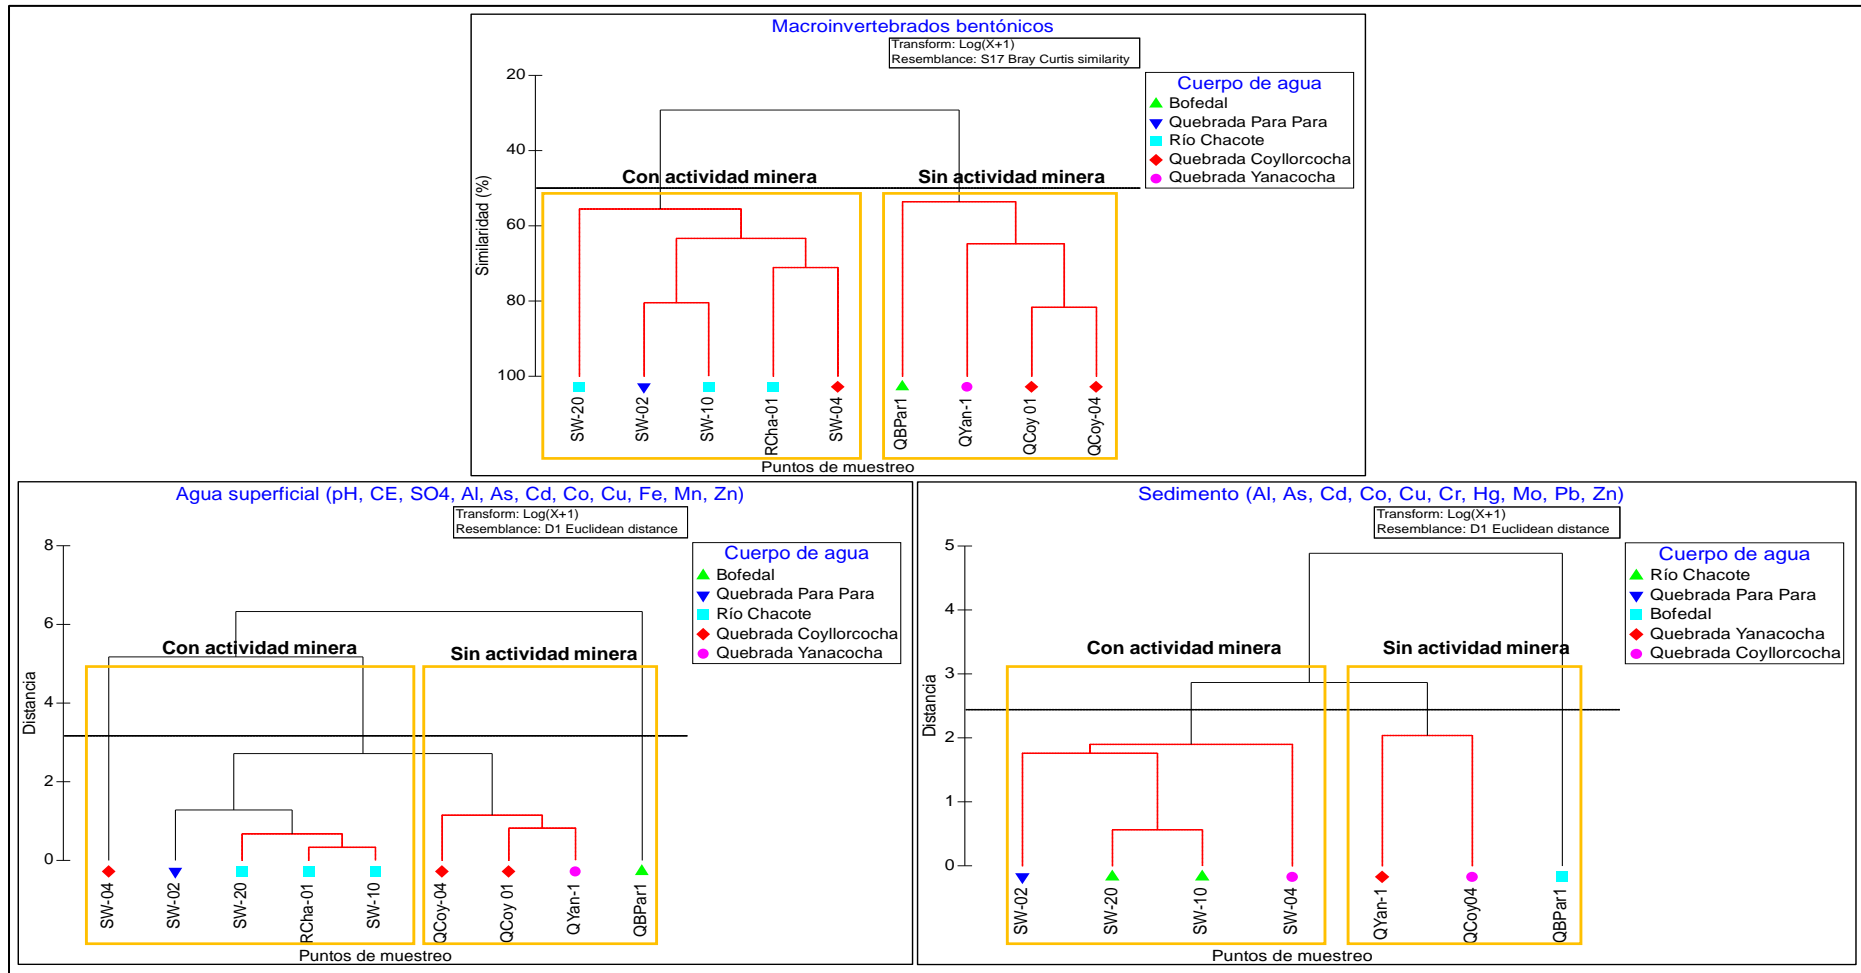 Macroinvertebrados bentónicos
Transform: Log(X+1)
Resemblance: S17 Bray Curtis similarity
Cuerpo de agua
Bofedal
Quebrada Para Para
Río Chacote
Quebrada Coyllorcocha
Quebrada Yanacocha
20
40
60
80
100
Similaridad (%)
Con actividad minera
Sin actividad minera
SW-20
SW-02
SW-10
RCha-01
SW-04
QBPar1
QYan-1
QCoy 01
QCoy-04
Puntos de muestreo
Agua superficial (pH, CE, SO4, Al, As, Cd, Co, Cu, Fe, Mn, Zn)
Transform: Log(X+1)
Resemblance: D1 Euclidean distance
Cuerpo de agua
Bofedal
Quebrada Para Para
Río Chacote
Quebrada Coyllorcocha
Quebrada Yanacocha
8
6
4
2
0
Distancia
Con actividad minera
Sin actividad minera
SW-04
SW-02
SW-20
RCha-01
SW-10
QCoy-04
QCoy 01
QYan-1
QBPar1
Puntos de muestreo
Sedimento (Al, As, Cd, Co, Cu, Cr, Hg, Mo, Pb, Zn)
Transform: Log(X+1)
Resemblance: D1 Euclidean distance
Cuerpo de agua
Río Chacote
Quebrada Para Para
Bofedal
Quebrada Yanacocha
Quebrada Coyllorcocha
5
4
3
2
1
0
Distancia
Con actividad minera
Sin actividad minera
SW-02
SW-20
SW-10
SW-04
QYan-1
QCoy04
QBPar1
Puntos de muestreo